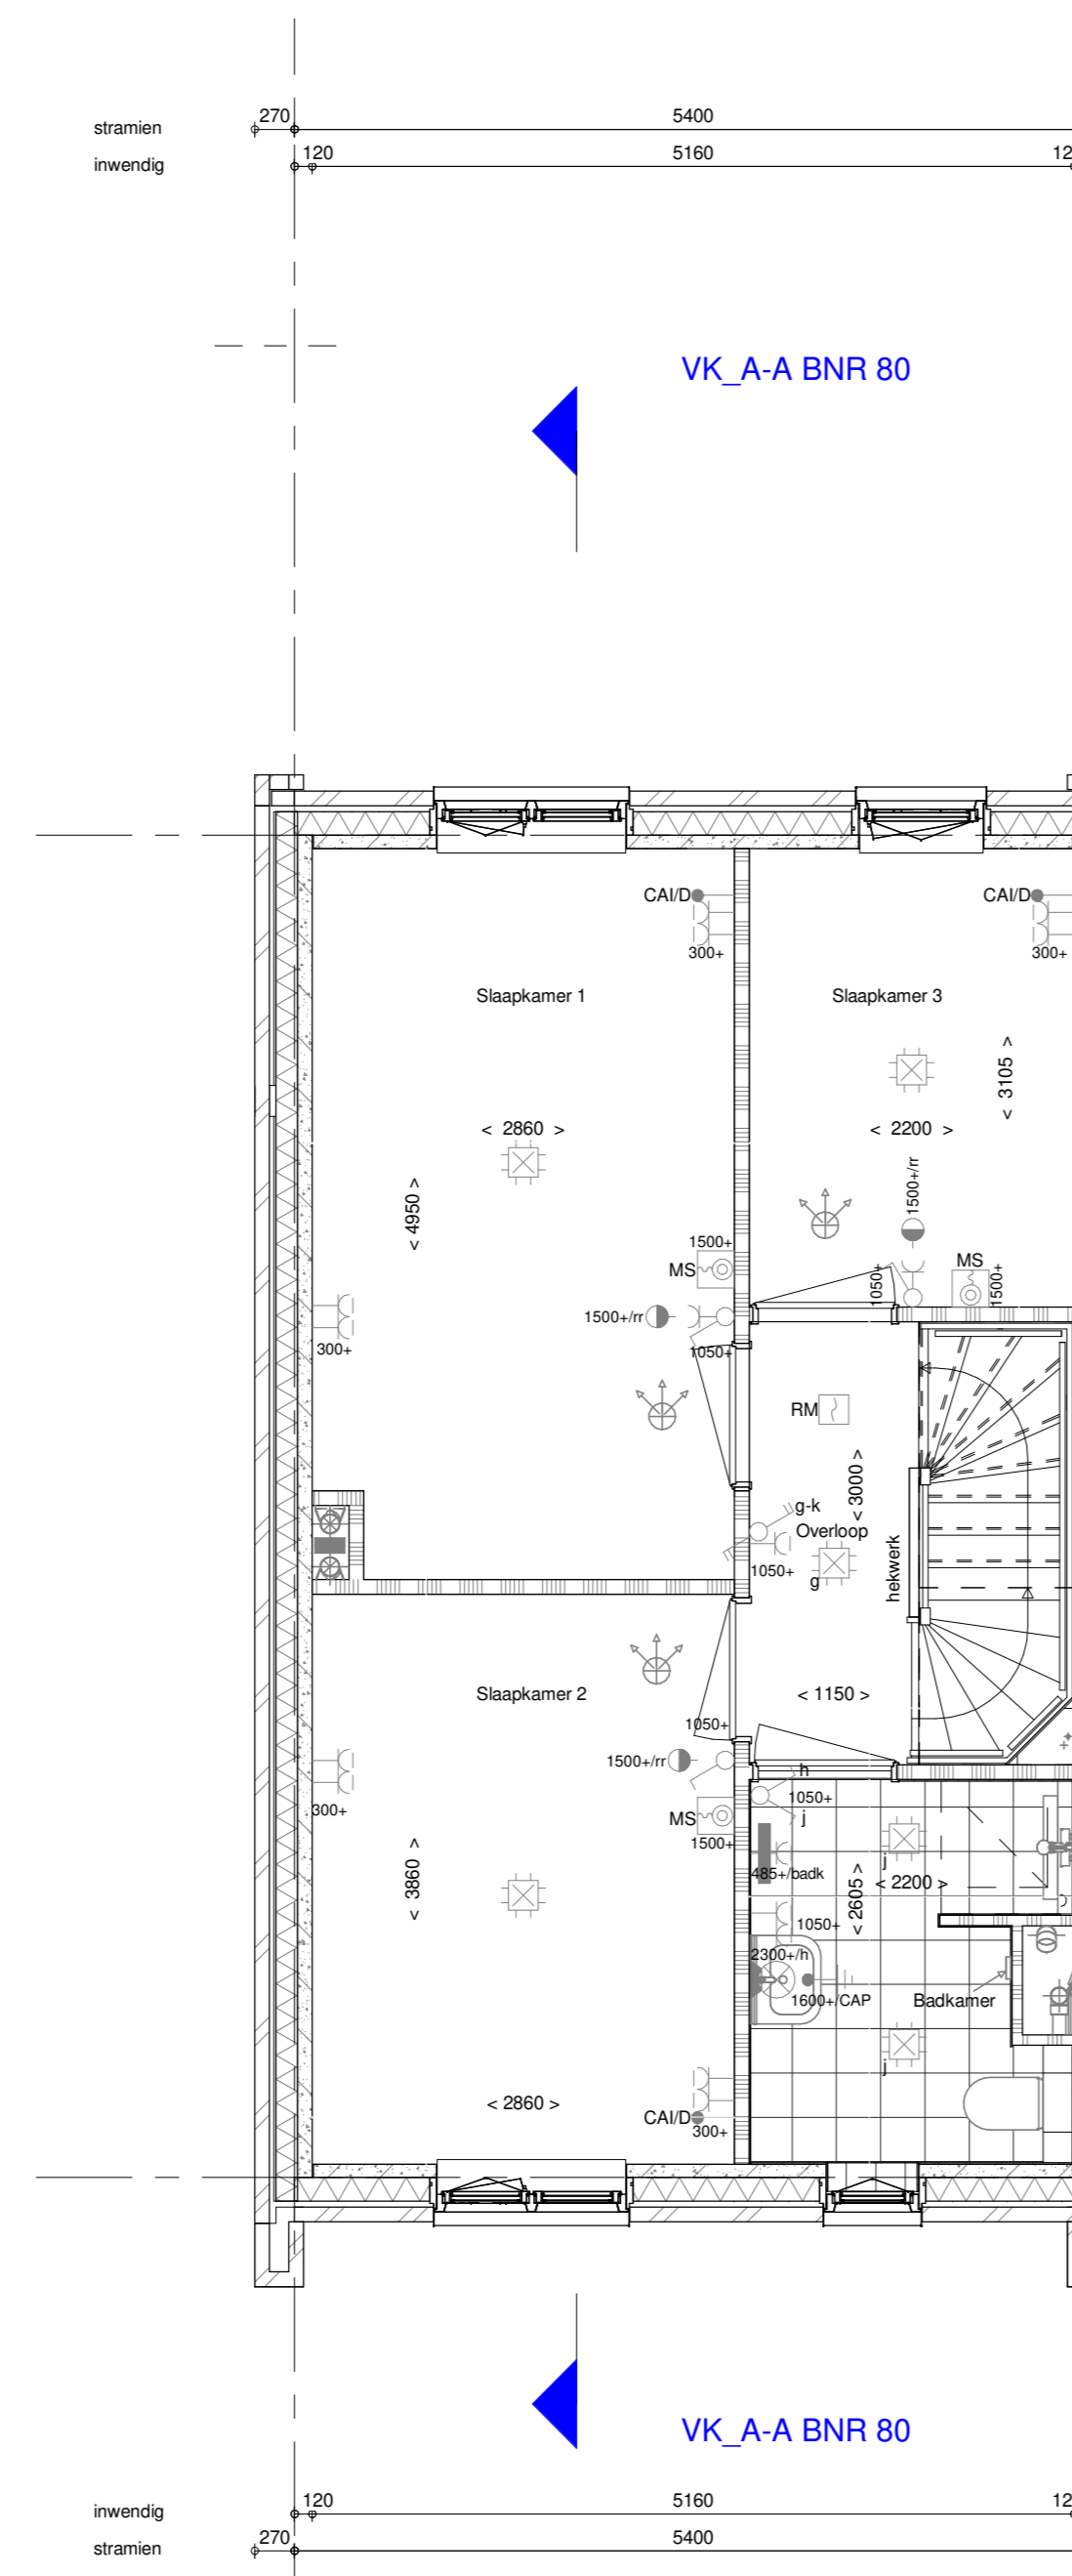 270 5400
stramien
120 5160 12
inwendig
VK_A-A BNR 80
CAI/D CAI/D
300+ 300+
Slaapkamer 1 Slaapkamer 3
< 3105 >
< 2860 > < 2200 >
< 4950 >
1500+/rr
1500+
MS MS
1050+ 1500+
1500+/rr
300+ 1050+
RM
< 3000 >
g-k
Overloop
hekwerk
1050+
g
Slaapkamer 2 < 1150 >
1050+
1500+/rr
h
300+ 1050+
MS j
1500+
j
485+/badk
< 3860 > < 2605 > < 2200 >
1050+
2300+/h
1600+/CAP Badkamer
j
< 2860 >
CAI/D
300+
VK_A-A BNR 80
120 5160 12
inwendig
270 5400
stramien